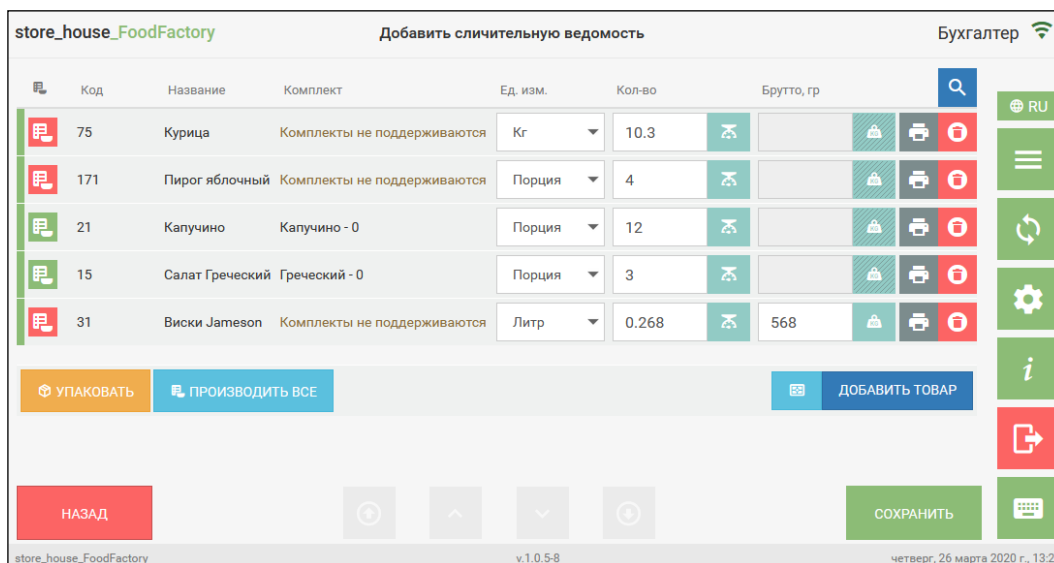 store_house_FoodFactory Добавить сличительную ведомость Бухгалтер
Код Название Комплект Ед. изм. Кол-во Брутто, гр
RU
75 Курица Комплекты не поддерживаются Кг 10.3
171 Пирог яблочный Комплекты не поддерживаются Порция 4
21 Капучино Капучино - 0 Порция 12
15 Салат Греческий Греческий - 0 Порция 3
31 Виски Jameson Комплекты не поддерживаются Литр 0.268 568
УПАКОВАТЬ ПРОИЗВОДИТЬ ВСЕ ДОБАВИТЬ ТОВАР
НАЗАД СОХРАНИТЬ
store_house_FoodFactory v.1.0.5-8 четверг, 26 марта 2020 г., 13:2